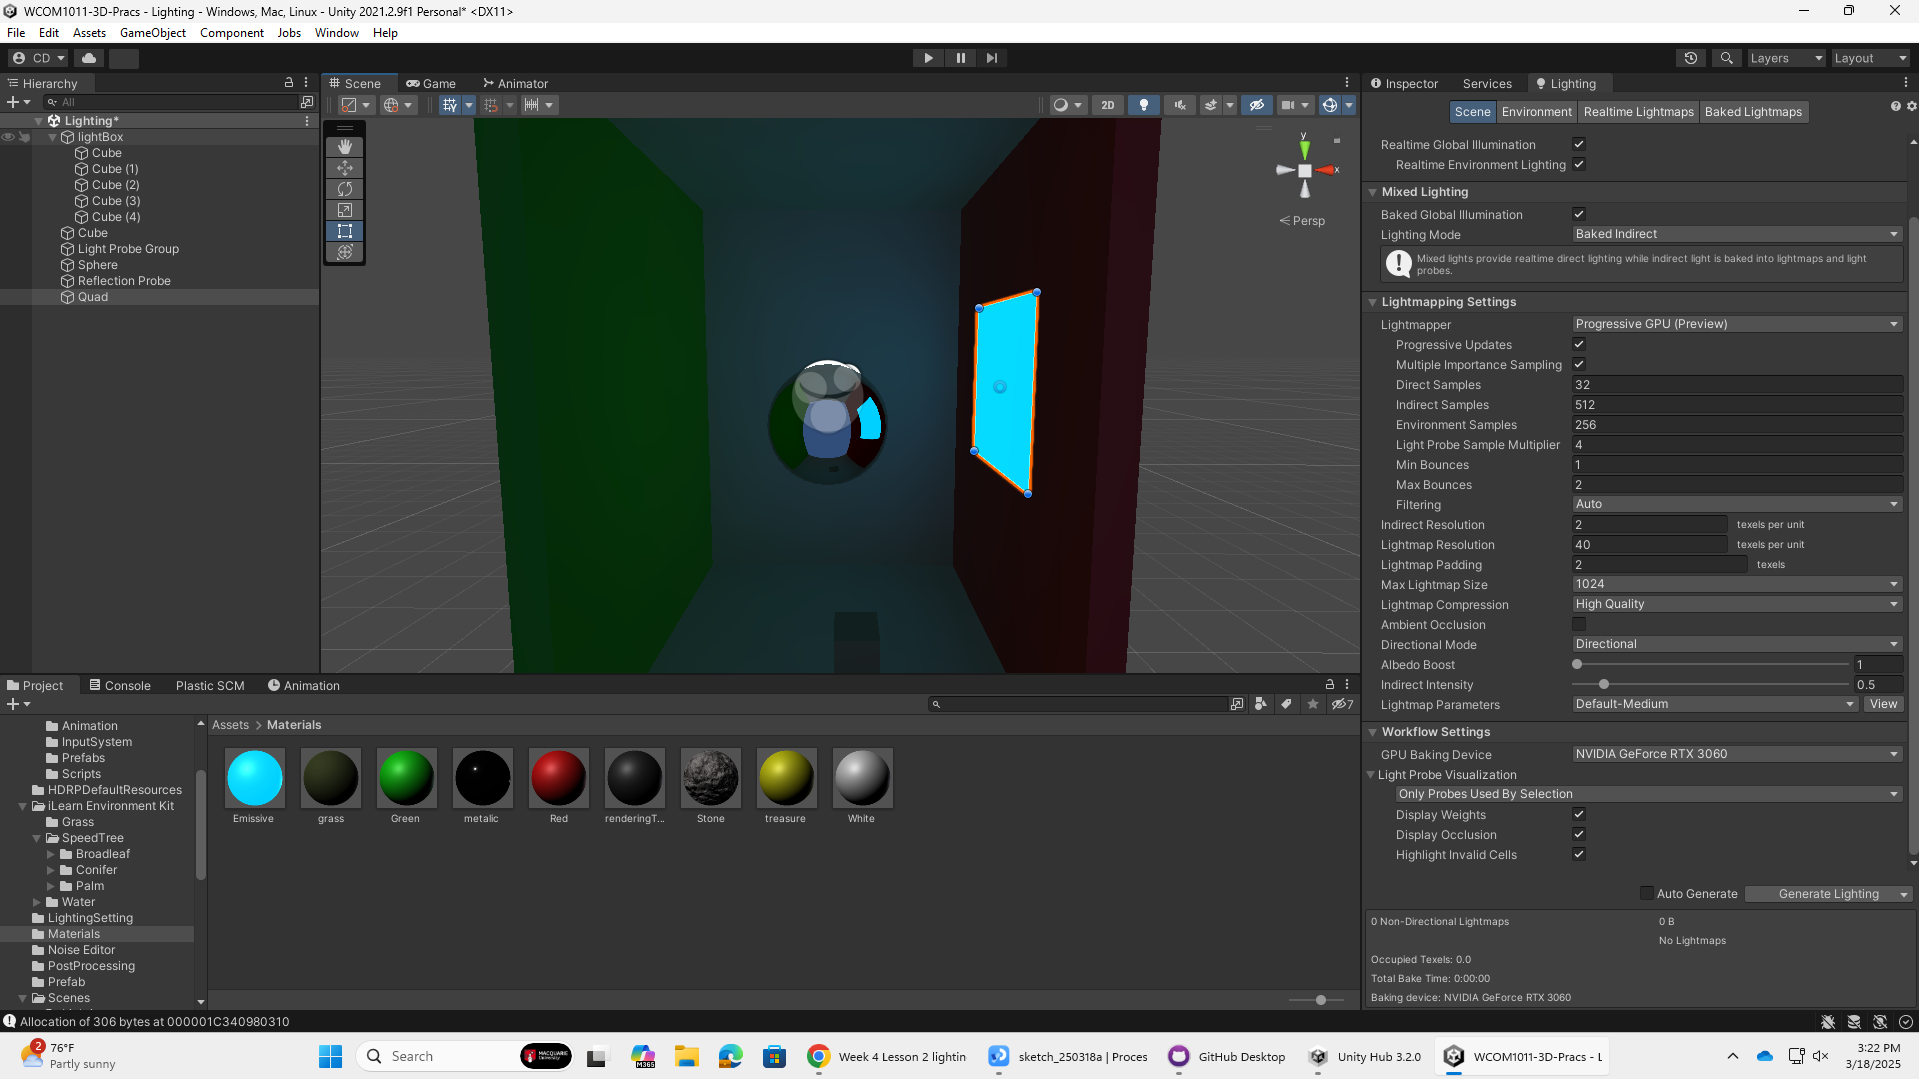 WCOM1011-3D-Pracs - Lighting - Windows, Mac, Linux - Unity 2021.2.9f1 Personal* <DX11>
File Edit Assets GameObject Component Jobs Window Help
CD Layers Layout
Hierarchy
All
Lighting*
lightBox
Cube
Cube (1)
Cube (2)
Cube (3)
Cube (4)
Cube
Light Probe Group
Sphere
Reflection Probe
Quad
Scene Game Animator
2D
y
x
Persp
Inspector Services Lighting
Scene Environment Realtime Lightmaps Baked Lightmaps
Realtime Global Illumination
Realtime Environment Lighting
Mixed Lighting
Baked Global Illumination
Lighting Mode Baked Indirect
Mixed lights provide realtime direct lighting while indirect light is baked into lightmaps and light
probes.
Lightmapping Settings
Lightmapper Progressive GPU (Preview)
Progressive Updates
Multiple Importance Sampling
Direct Samples 32
Indirect Samples 512
Environment Samples 256
Light Probe Sample Multiplier 4
Min Bounces 1
Max Bounces 2
Filtering Auto
Indirect Resolution 2 texels per unit
Lightmap Resolution 40 texels per unit
Lightmap Padding 2 texels
Max Lightmap Size 1024
Lightmap Compression High Quality
Ambient Occlusion
Directional Mode Directional
Albedo Boost 1
Indirect Intensity 0.5
Lightmap Parameters Default-Medium View
Workflow Settings
GPU Baking Device NVIDIA GeForce RTX 3060
Light Probe Visualization
Only Probes Used By Selection
Display Weights
Display Occlusion
Highlight Invalid Cells
Auto Generate Generate Lighting
0 Non-Directional Lightmaps 0 B
No Lightmaps
Occupied Texels: 0.0
Total Bake Time: 0:00:00
Baking device: NVIDIA GeForce RTX 3060
Project Console Plastic SCM Animation
7
Animation
InputSystem
Prefabs
Scripts
HDRPDefaultResources
iLearn Environment Kit
Grass
SpeedTree
Broadleaf
Conifer
Palm
Water
LightingSetting
Materials
Noise Editor
PostProcessing
Prefab
Scenes
Assets > Materials
Emissive grass Green metalic Red renderingT... Stone treasure White
Allocation of 306 bytes at 000001C340980310
2
76°F
Partly sunny
Search
MACQUARIE
University
M365
Week 4 Lesson 2 lightin
sketch_250318a | Proces
GitHub Desktop
Unity Hub 3.2.0
WCOM1011-3D-Pracs - L
3:22 PM
3/18/2025